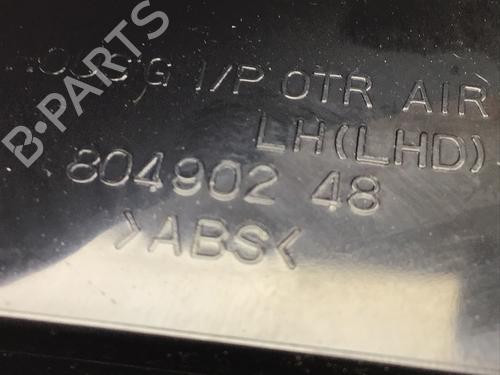 I/P OTR AIR
LH(LHD)
804902 48
>ABS<
B-PARTS